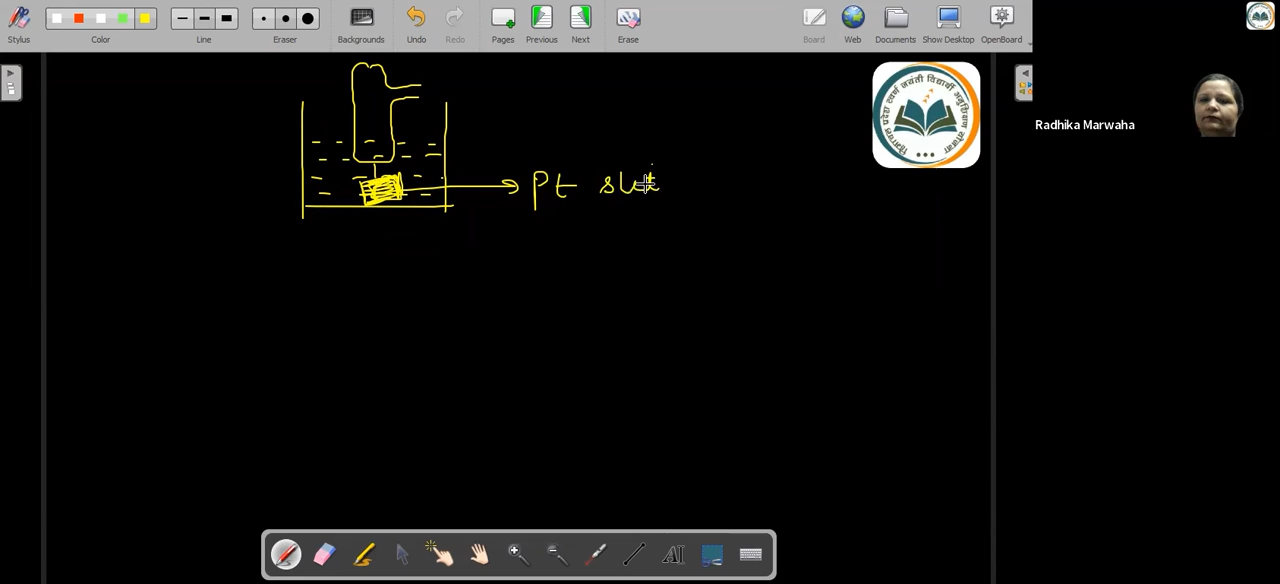 Stylus
Color
Line
Eraser
Backgrounds
Undo
Redo
Pages
Previous
Next
Erase
Board
Web
Documents
Show Desktop
OpenBoard
Radhika Marwaha
Pt
AI